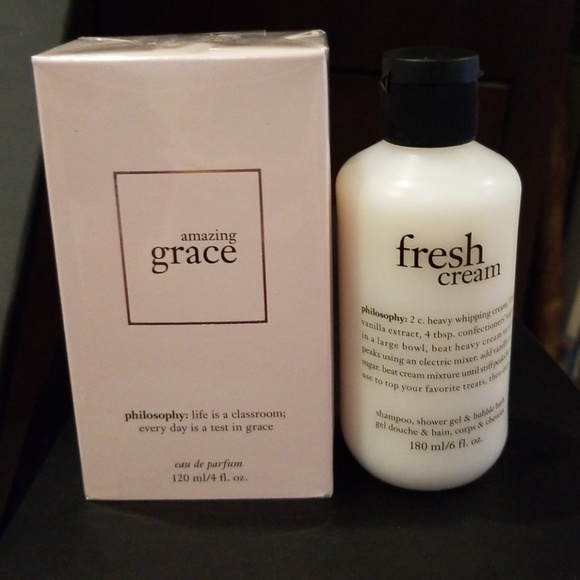 amazing
grace
philosophy: life is a classroom;
every day is a test in grace
eau de parfum
120 ml/4 fl. oz.
fresh
cream
philosophy: 2 c. heavy whipping cream,
vanilla extract, 4 tbsp. confectioners'
in a large bowl, beat heavy cream
peaks using an electric mixer. add vanilla
sugar. beat cream mixture until stiff peaks
use to top your favorite treats,
shampoo, shower gel & bubble bath
gel douche & bain, corps & cheveux
180 ml/6 fl. oz.